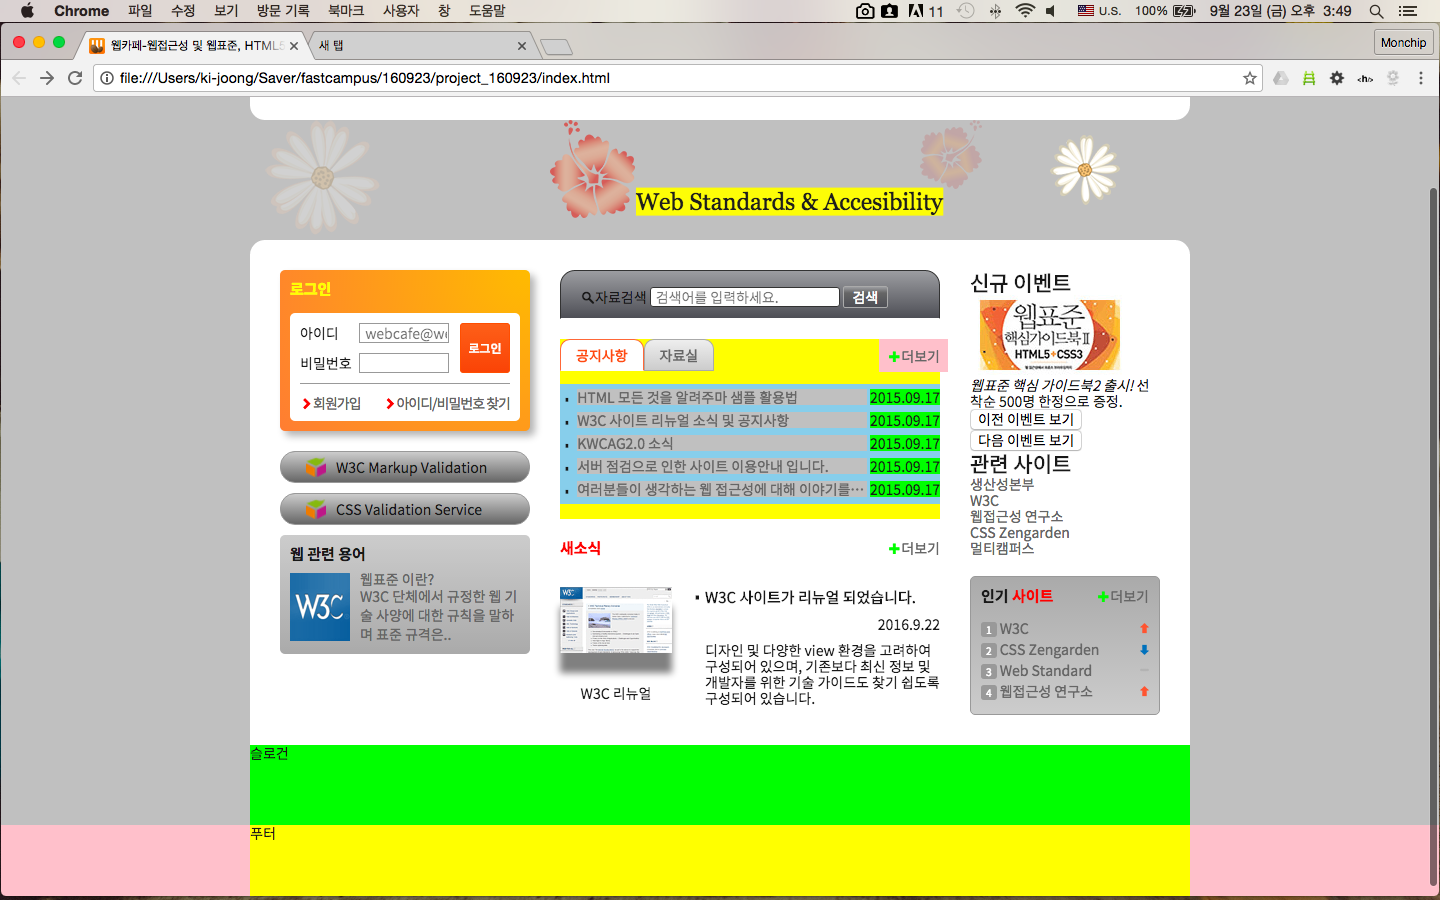 Chrome 파일 수정 보기 방문 기록 북마크 사용자 창 도움말 11 U.S. 100% 9월 23일 (금) 오후 3:49
웹카페-웹접근성 및 웹표준, HTML5 새 탭 Monchip
file:///Users/ki-joong/Saver/fastcampus/160923/project_160923/index.html
Web Standards & Accesibility
로그인
아이디 webcafe@we
로그인
비밀번호
회원가입 아이디/비밀번호 찾기
W3C Markup Validation
CSS Validation Service
웹 관련 용어
W3C
웹표준 이란?
W3C 단체에서 규정한 웹 기
술 사양에 대한 규칙을 말하
며 표준 규격은..
자료검색 검색어를 입력하세요. 검색
공지사항 자료실 더보기
HTML 모든 것을 알려주마 샘플 활용법 2015.09.17
W3C 사이트 리뉴얼 소식 및 공지사항 2015.09.17
KWCAG2.0 소식 2015.09.17
서버 점검으로 인한 사이트 이용안내 입니다. 2015.09.17
여러분들이 생각하는 웹 접근성에 대해 이야기를… 2015.09.17
새소식 더보기
W3C
W3C 리뉴얼
W3C 사이트가 리뉴얼 되었습니다.
2016.9.22
디자인 및 다양한 view 환경을 고려하여
구성되어 있으며, 기존보다 최신 정보 및
개발자를 위한 기술 가이드도 찾기 쉽도록
구성되어 있습니다.
신규 이벤트
웹표준
핵심가이드북II
HTML5+CSS3
웹표준 핵심 가이드북2 출시! 선
착순 500명 한정으로 증정.
이전 이벤트 보기
다음 이벤트 보기
관련 사이트
생산성본부
W3C
웹접근성 연구소
CSS Zengarden
멀티캠퍼스
인기 사이트 더보기
1 W3C
2 CSS Zengarden
3 Web Standard
4 웹접근성 연구소
슬로건
푸터